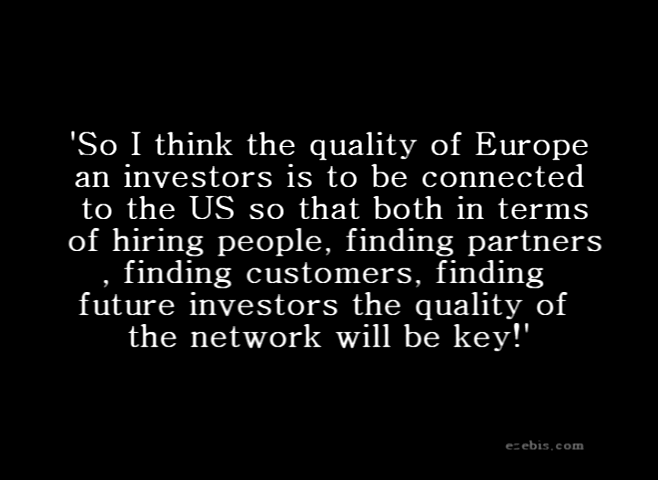 'So I think the quality of Europe
an investors is to be connected
to the US so that both in terms
of hiring people, finding partners
, finding customers, finding
future investors the quality of
the network will be key!'
ezebis.com